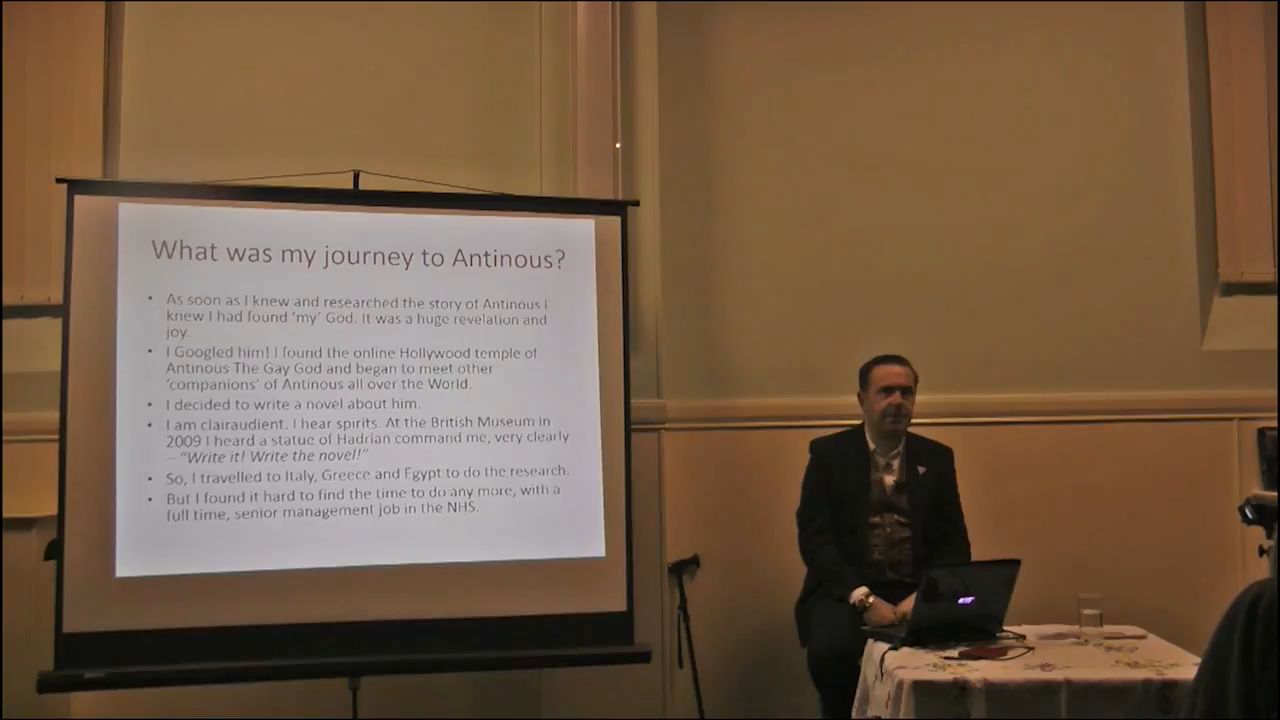 What was my journey to Antinous?
• As soon as I knew and researched the story of Antinous I
knew I had found 'my' God. It was a huge revelation and
joy.
• I Googled him! I found the online Hollywood temple of
Antinous The Gay God and began to meet other
'companions' of Antinous all over the World.
• I decided to write a novel about him.
• I am clairaudient. I hear spirits. At the British Museum in
2009 I heard a statue of Hadrian command me, very clearly
– "Write it! Write the novel!"
• So, I travelled to Italy, Greece and Egypt to do the research.
• But I found it hard to find the time to do any more, with a
full time, senior management job in the NHS.